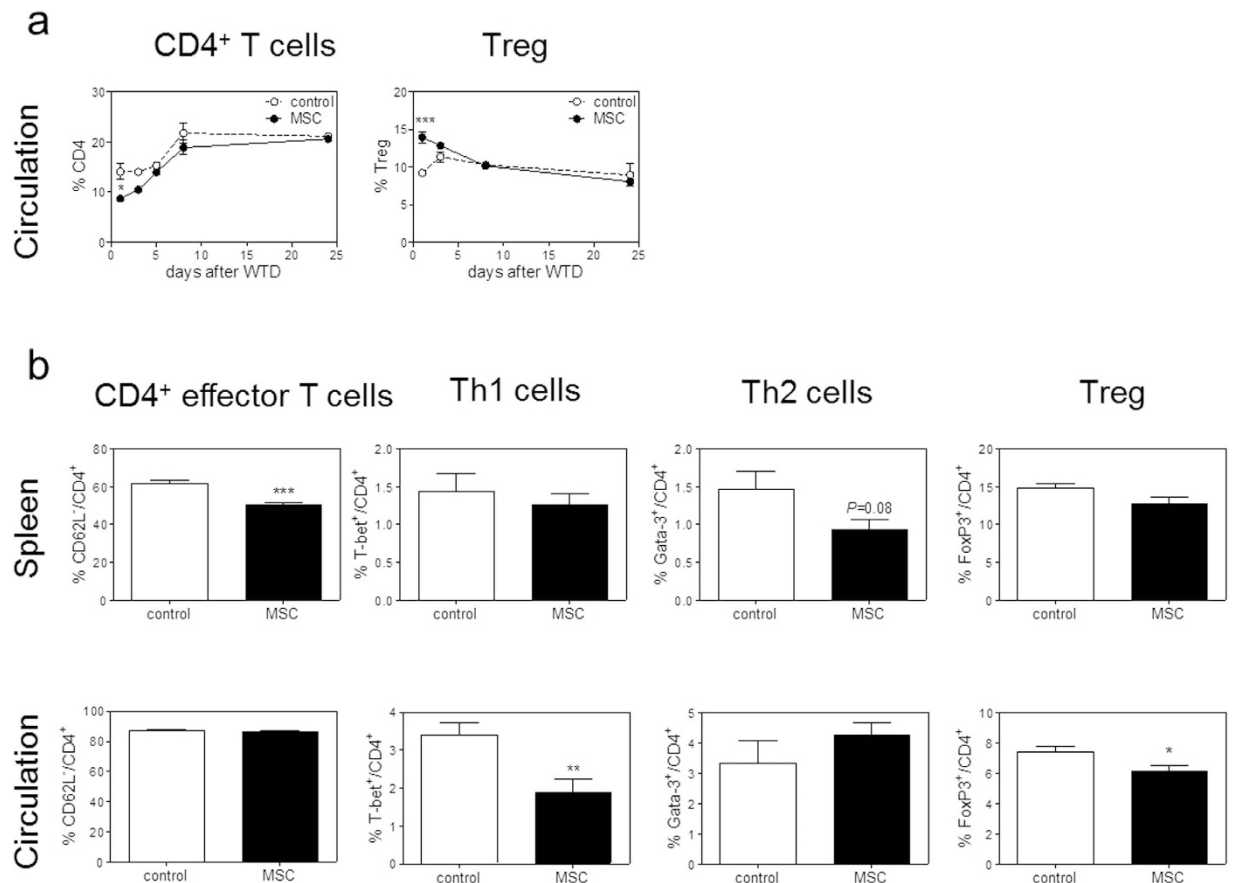 a
CD4⁺ T cells
Treg
Circulation
% CD4
30
20
10
0
control
MSC
*
0 5 10 15 20 25
days after WTD
% Treg
20
15
10
5
0
***
control
MSC
0 5 10 15 20 25
days after WTD
b
CD4⁺ effector T cells
Th1 cells
Th2 cells
Treg
Spleen
% CD62L⁻/CD4⁺
80
60
40
20
0
***
control MSC
% T-bet⁺/CD4⁺
2.0
1.5
1.0
0.5
0.0
control MSC
% Gata-3⁺/CD4⁺
2.0
1.5
1.0
0.5
0.0
P=0.08
control MSC
% FoxP3⁺/CD4⁺
20
15
10
5
0
control MSC
Circulation
% CD62L⁻/CD4⁺
100
80
60
40
20
0
control MSC
% T-bet⁺/CD4⁺
4
3
2
1
0
**
control MSC
% Gata-3⁺/CD4⁺
5
4
3
2
1
0
control MSC
% FoxP3⁺/CD4⁺
10
8
6
4
2
0
*
control MSC